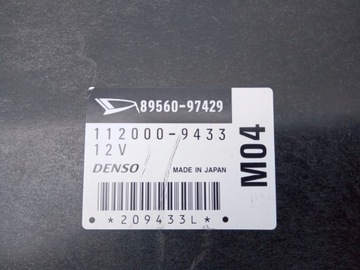 89560-97429
112000-9433
12V
DENSO MADE IN JAPAN
M04
*209433L*